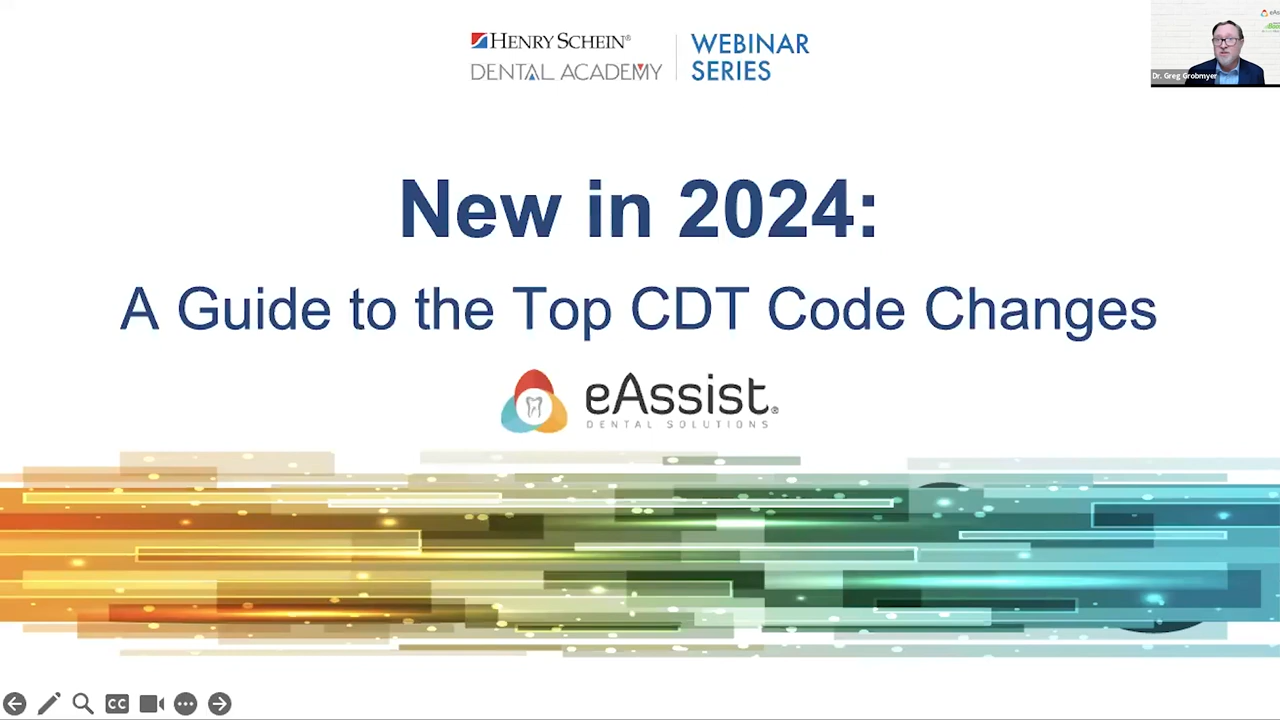 HENRY SCHEIN®
DENTAL ACADEMY
WEBINAR
SERIES
Dr. Greg Grobmyer
New in 2024:
A Guide to the Top CDT Code Changes
eAssist®
DENTAL SOLUTIONS
CC